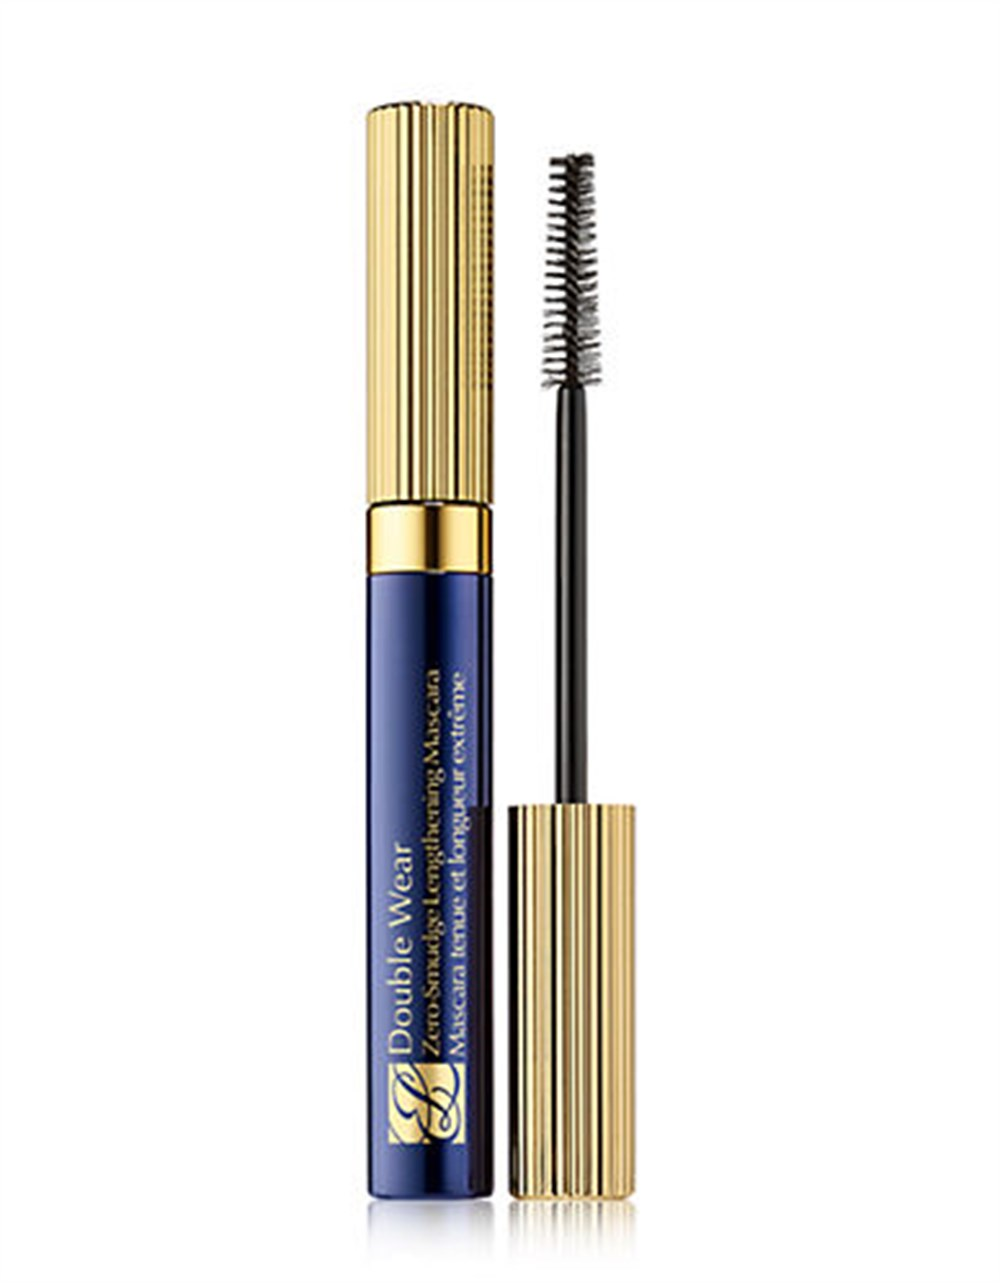 Double Wear
Zero-Smudge Lengthening Mascara
Mascara tenue et longueur extrême